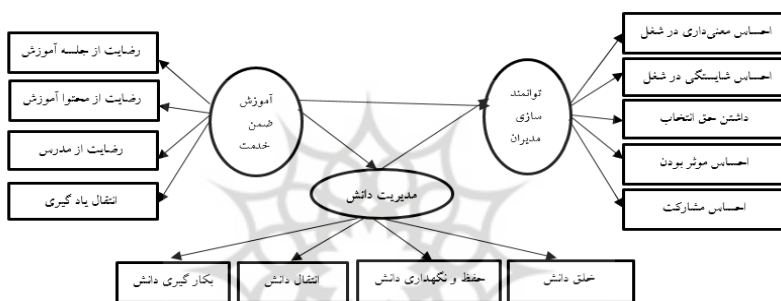 احساس معنی‌داری در شغل
احساس شایستگی در شغل
داشتن حق انتخاب
احساس موثر بودن
احساس مشارکت
توانمند
سازی
مدیران
آموزش
ضمن
خدمت
رضایت از جلسه آموزش
رضایت از محتوا آموزش
رضایت از مدرس
انتقال یاد گیری
مدیریت دانش
خلق دانش
حفظ و نگهداری دانش
انتقال دانش
بکار گیری دانش